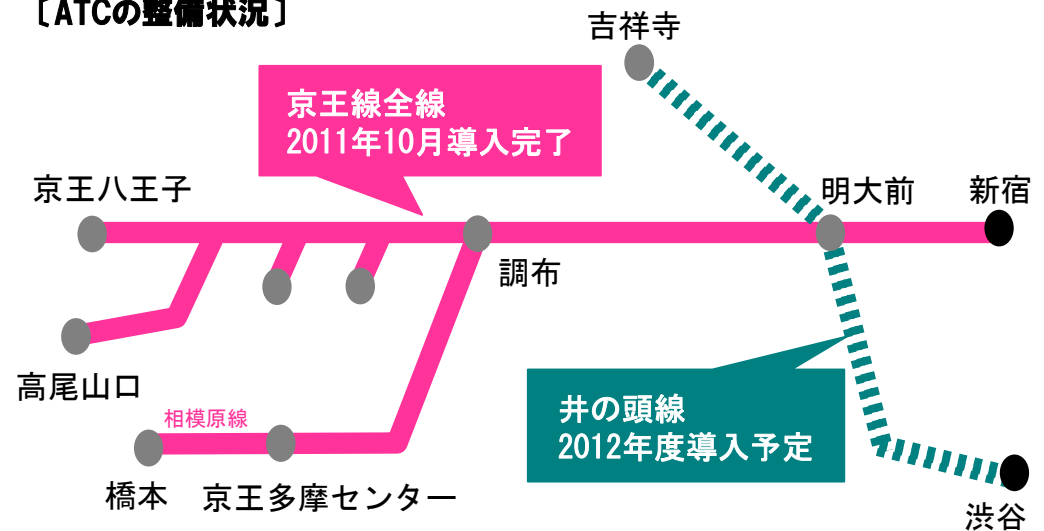 ［ATCの整備状況］
吉祥寺
京王線全線
2011年10月導入完了
京王八王子
明大前
新宿
調布
高尾山口
相模原線
井の頭線
2012年度導入予定
橋本
京王多摩センター
渋谷